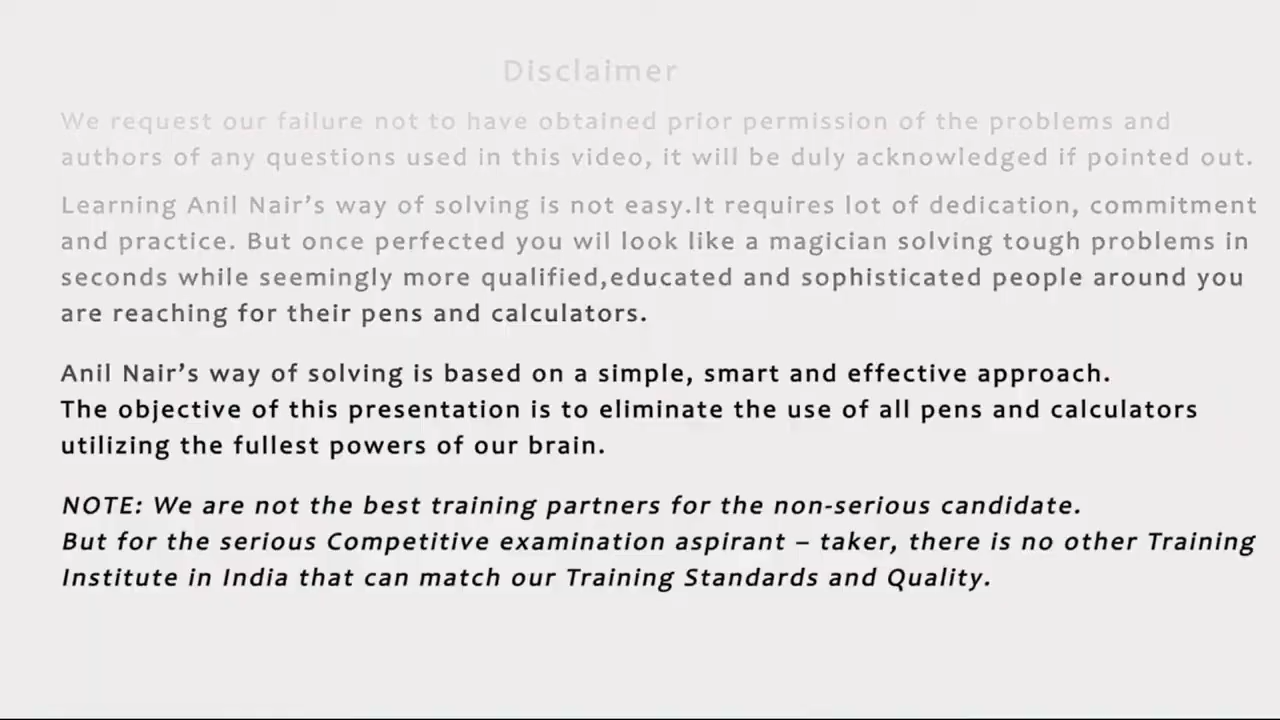 Disclaimer
We request our failure not to have obtained prior permission of the problems and
authors of any questions used in this video, it will be duly acknowledged if pointed out.
Learning Anil Nair’s way of solving is not easy.It requires lot of dedication, commitment
and practice. But once perfected you wil look like a magician solving tough problems in
seconds while seemingly more qualified,educated and sophisticated people around you
are reaching for their pens and calculators.
Anil Nair’s way of solving is based on a simple, smart and effective approach.
The objective of this presentation is to eliminate the use of all pens and calculators
utilizing the fullest powers of our brain.
NOTE: We are not the best training partners for the non-serious candidate.
But for the serious Competitive examination aspirant – taker, there is no other Training
Institute in India that can match our Training Standards and Quality.